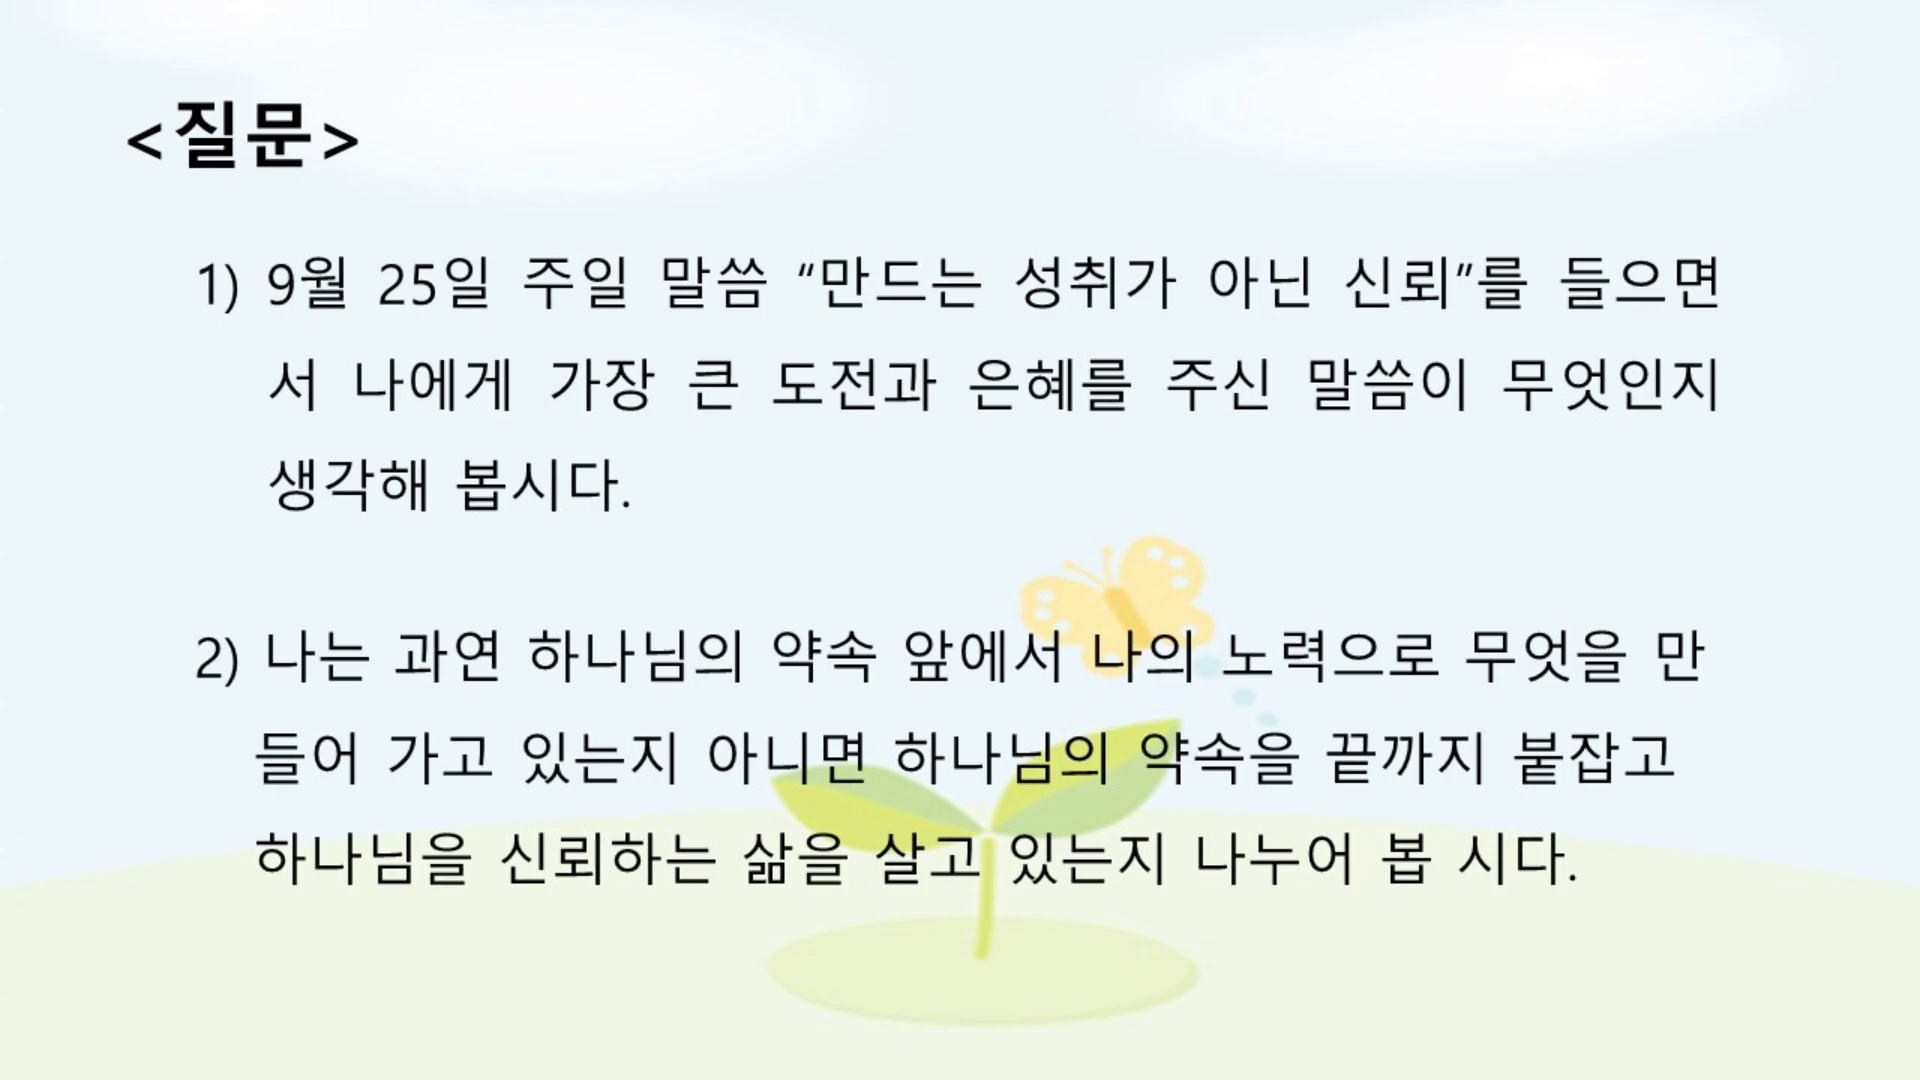 <질문>
1) 9월 25일 주일 말씀 “만드는 성취가 아닌 신뢰”를 들으면
서 나에게 가장 큰 도전과 은혜를 주신 말씀이 무엇인지
생각해 봅시다.
2) 나는 과연 하나님의 약속 앞에서 나의 노력으로 무엇을 만
들어 가고 있는지 아니면 하나님의 약속을 끝까지 붙잡고
하나님을 신뢰하는 삶을 살고 있는지 나누어 봅 시다.